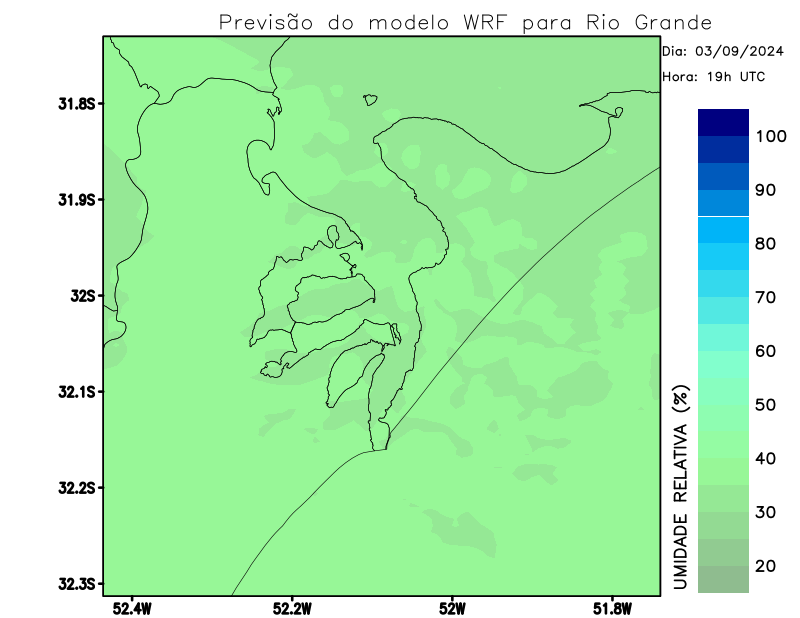 Previsão do modelo WRF para Rio Grande
Dia: 03/09/2024
Hora: 19h UTC
31.8S
31.9S
32S
32.1S
32.2S
32.3S
52.4W
52.2W
52W
51.8W
UMIDADE RELATIVA (%)
100
90
80
70
60
50
40
30
20